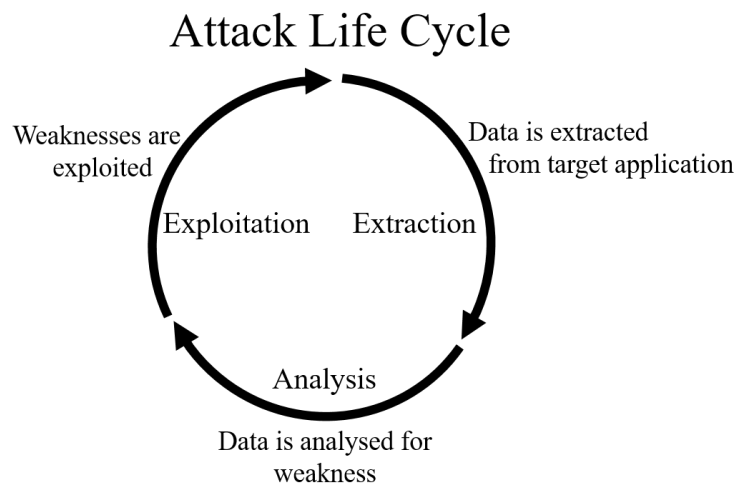 Attack Life Cycle
Weaknesses are
exploited
Data is extracted
from target application
Exploitation
Extraction
Analysis
Data is analysed for
weakness